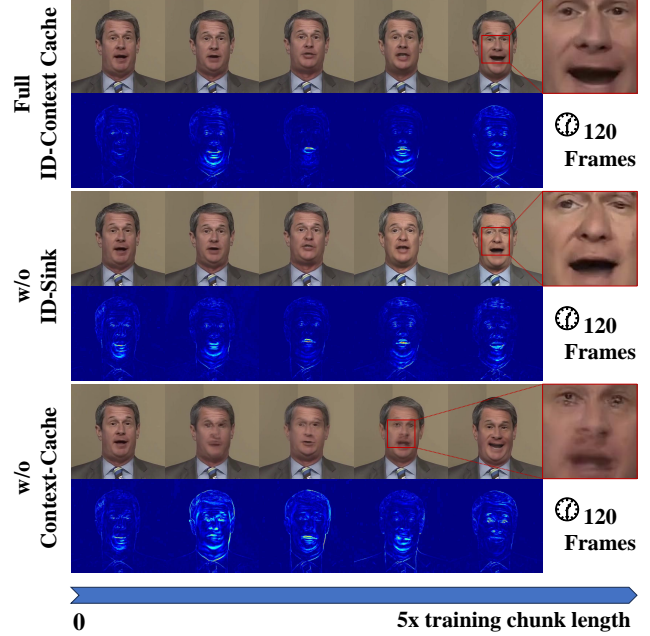 Full
ID-Context Cache
120
Frames
w/o
ID-Sink
120
Frames
w/o
Context-Cache
120
Frames
0
5x training chunk length